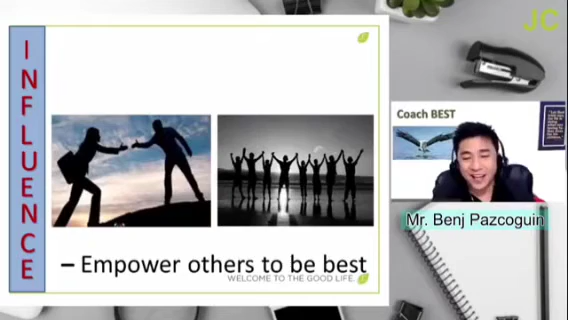 INFLUENCE
– Empower others to be best
WELCOME TO THE GOOD LIFE.
JC
Coach BEST
Mr. Benj Pazcoguin